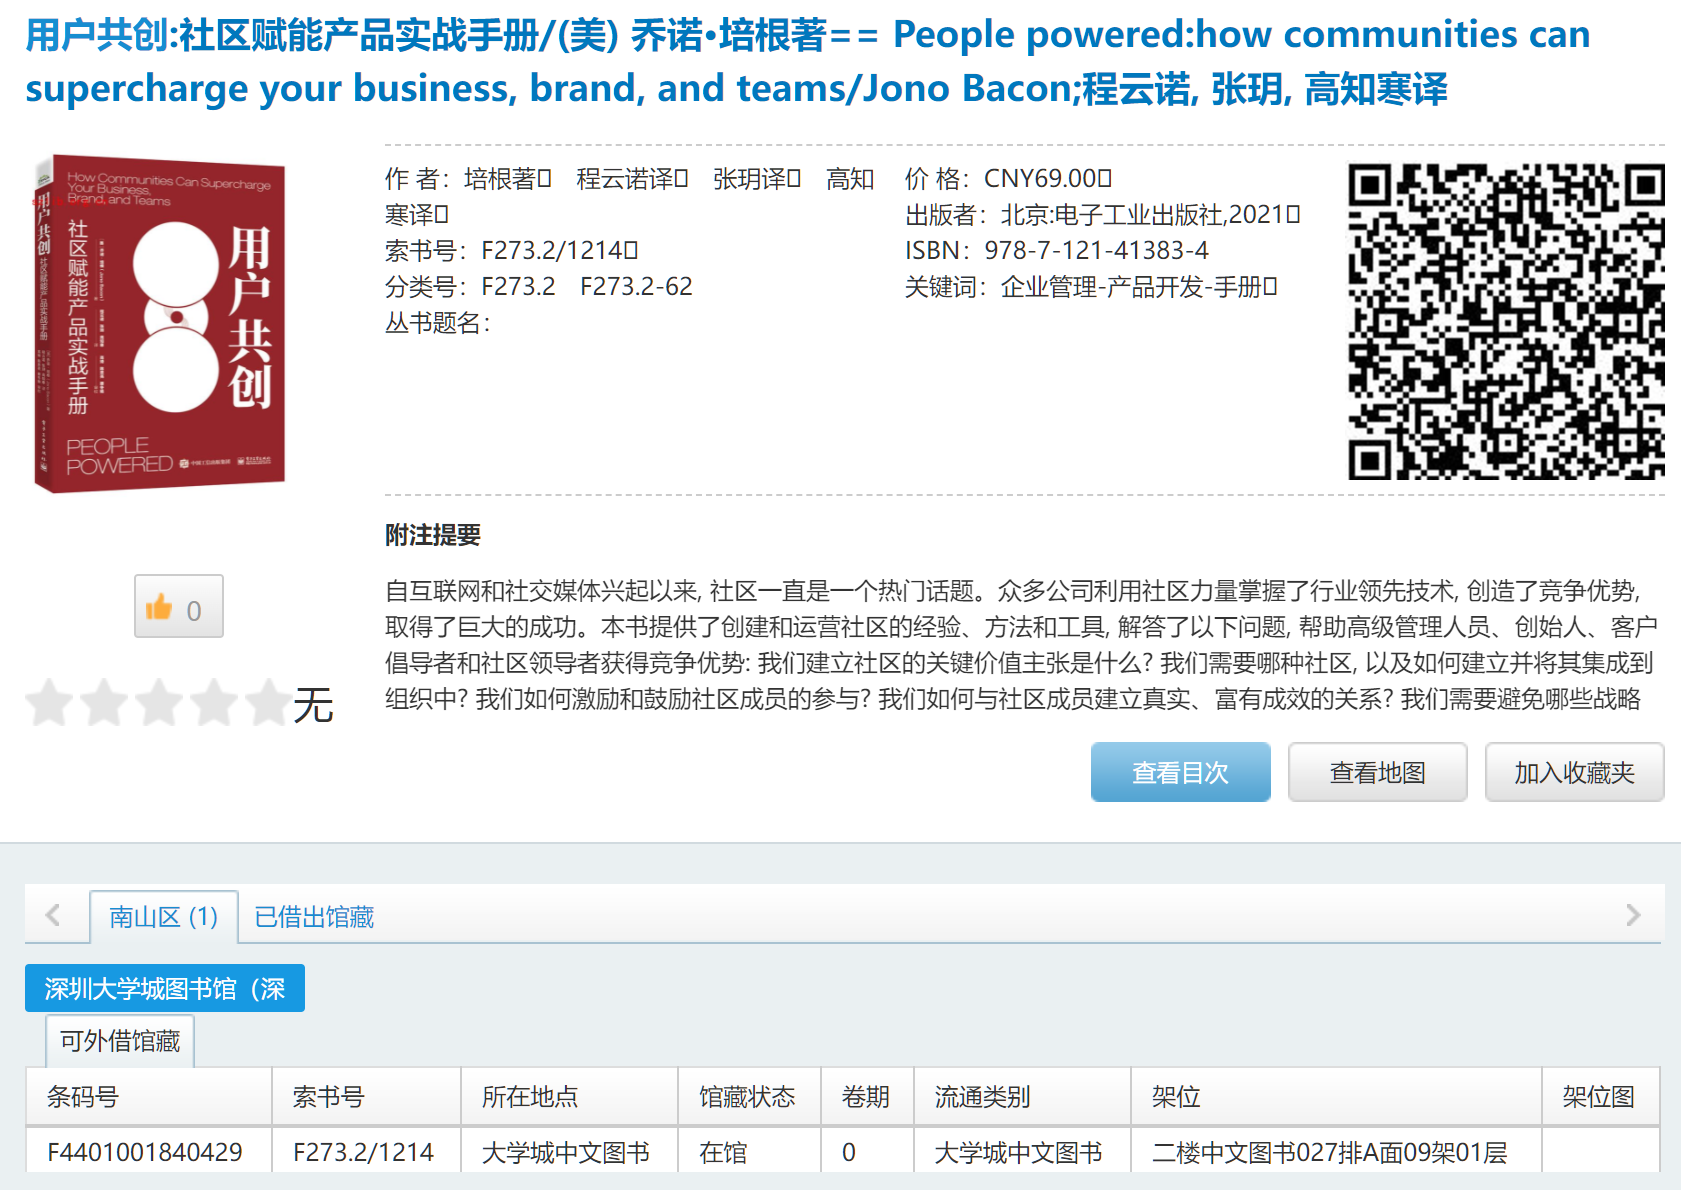 用户共创:社区赋能产品实战手册/(美) 乔诺•培根著== People powered:how communities can
supercharge your business, brand, and teams/Jono Bacon;程云诺, 张玥, 高知寒译
How Communities Can Supercharge
Your Business,
Brand, and Teams
用户共创
社区赋能产品实战手册
用户共创
社区赋能产品实战手册
PEOPLE
POWERED
作 者： 培根著 程云诺译 张玥译 高知
寒译
索书号： F273.2/1214
分类号： F273.2 F273.2-62
丛书题名：
价 格： CNY69.00
出版者： 北京:电子工业出版社,2021
ISBN： 978-7-121-41383-4
关键词： 企业管理-产品开发-手册
附注提要
自互联网和社交媒体兴起以来, 社区一直是一个热门话题。众多公司利用社区力量掌握了行业领先技术, 创造了竞争优势,
取得了巨大的成功。本书提供了创建和运营社区的经验、方法和工具, 解答了以下问题, 帮助高级管理人员、创始人、客户
倡导者和社区领导者获得竞争优势: 我们建立社区的关键价值主张是什么? 我们需要哪种社区, 以及如何建立并将其集成到
组织中? 我们如何激励和鼓励社区成员的参与? 我们如何与社区成员建立真实、富有成效的关系? 我们需要避免哪些战略
0
无
查看目次
查看地图
加入收藏夹
南山区 (1)
已借出馆藏
深圳大学城图书馆（深
可外借馆藏
条码号 索书号 所在地点 馆藏状态 卷期 流通类别 架位 架位图
F4401001840429 F273.2/1214 大学城中文图书 在馆 0 大学城中文图书 二楼中文图书027排A面09架01层